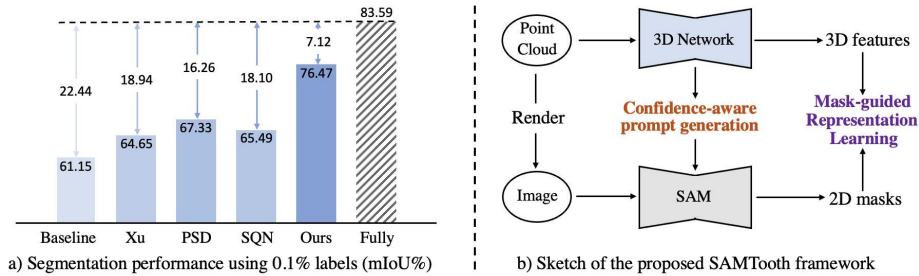 83.59
7.12
22.44
18.94
16.26
18.10
76.47
61.15
64.65
67.33
65.49
Baseline
Xu
PSD
SQN
Ours
Fully
a) Segmentation performance using 0.1% labels (mIoU%)
Point
Cloud
3D Network
3D features
Render
Confidence-aware
prompt generation
Mask-guided
Representation
Learning
Image
SAM
2D masks
b) Sketch of the proposed SAMTooth framework